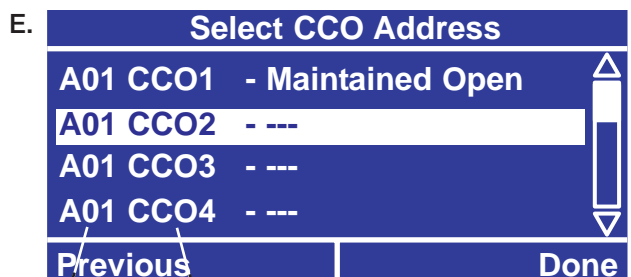 E.
Select CCO Address
A01 CCO1 - Maintained Open
A01 CCO2 - ---
A01 CCO3 - ---
A01 CCO4 - ---
Previous Done